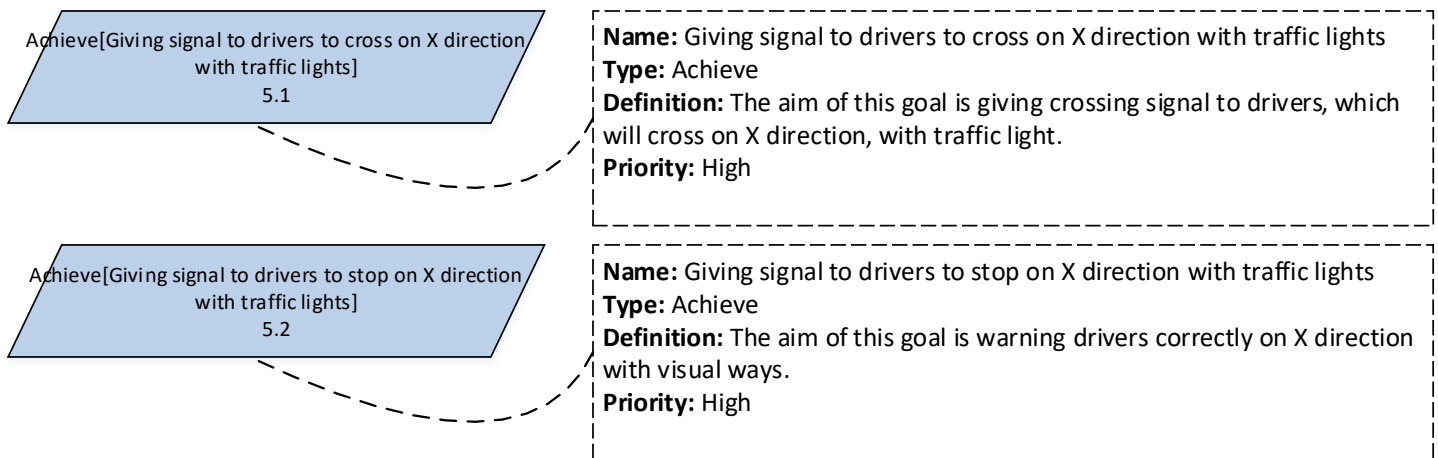 Achieve[Giving signal to drivers to cross on X direction
with traffic lights]
5.1
Name: Giving signal to drivers to cross on X direction with traffic lights
Type: Achieve
Definition: The aim of this goal is giving crossing signal to drivers, which
will cross on X direction, with traffic light.
Priority: High
Achieve[Giving signal to drivers to stop on X direction
with traffic lights]
5.2
Name: Giving signal to drivers to stop on X direction with traffic lights
Type: Achieve
Definition: The aim of this goal is warning drivers correctly on X direction
with visual ways.
Priority: High